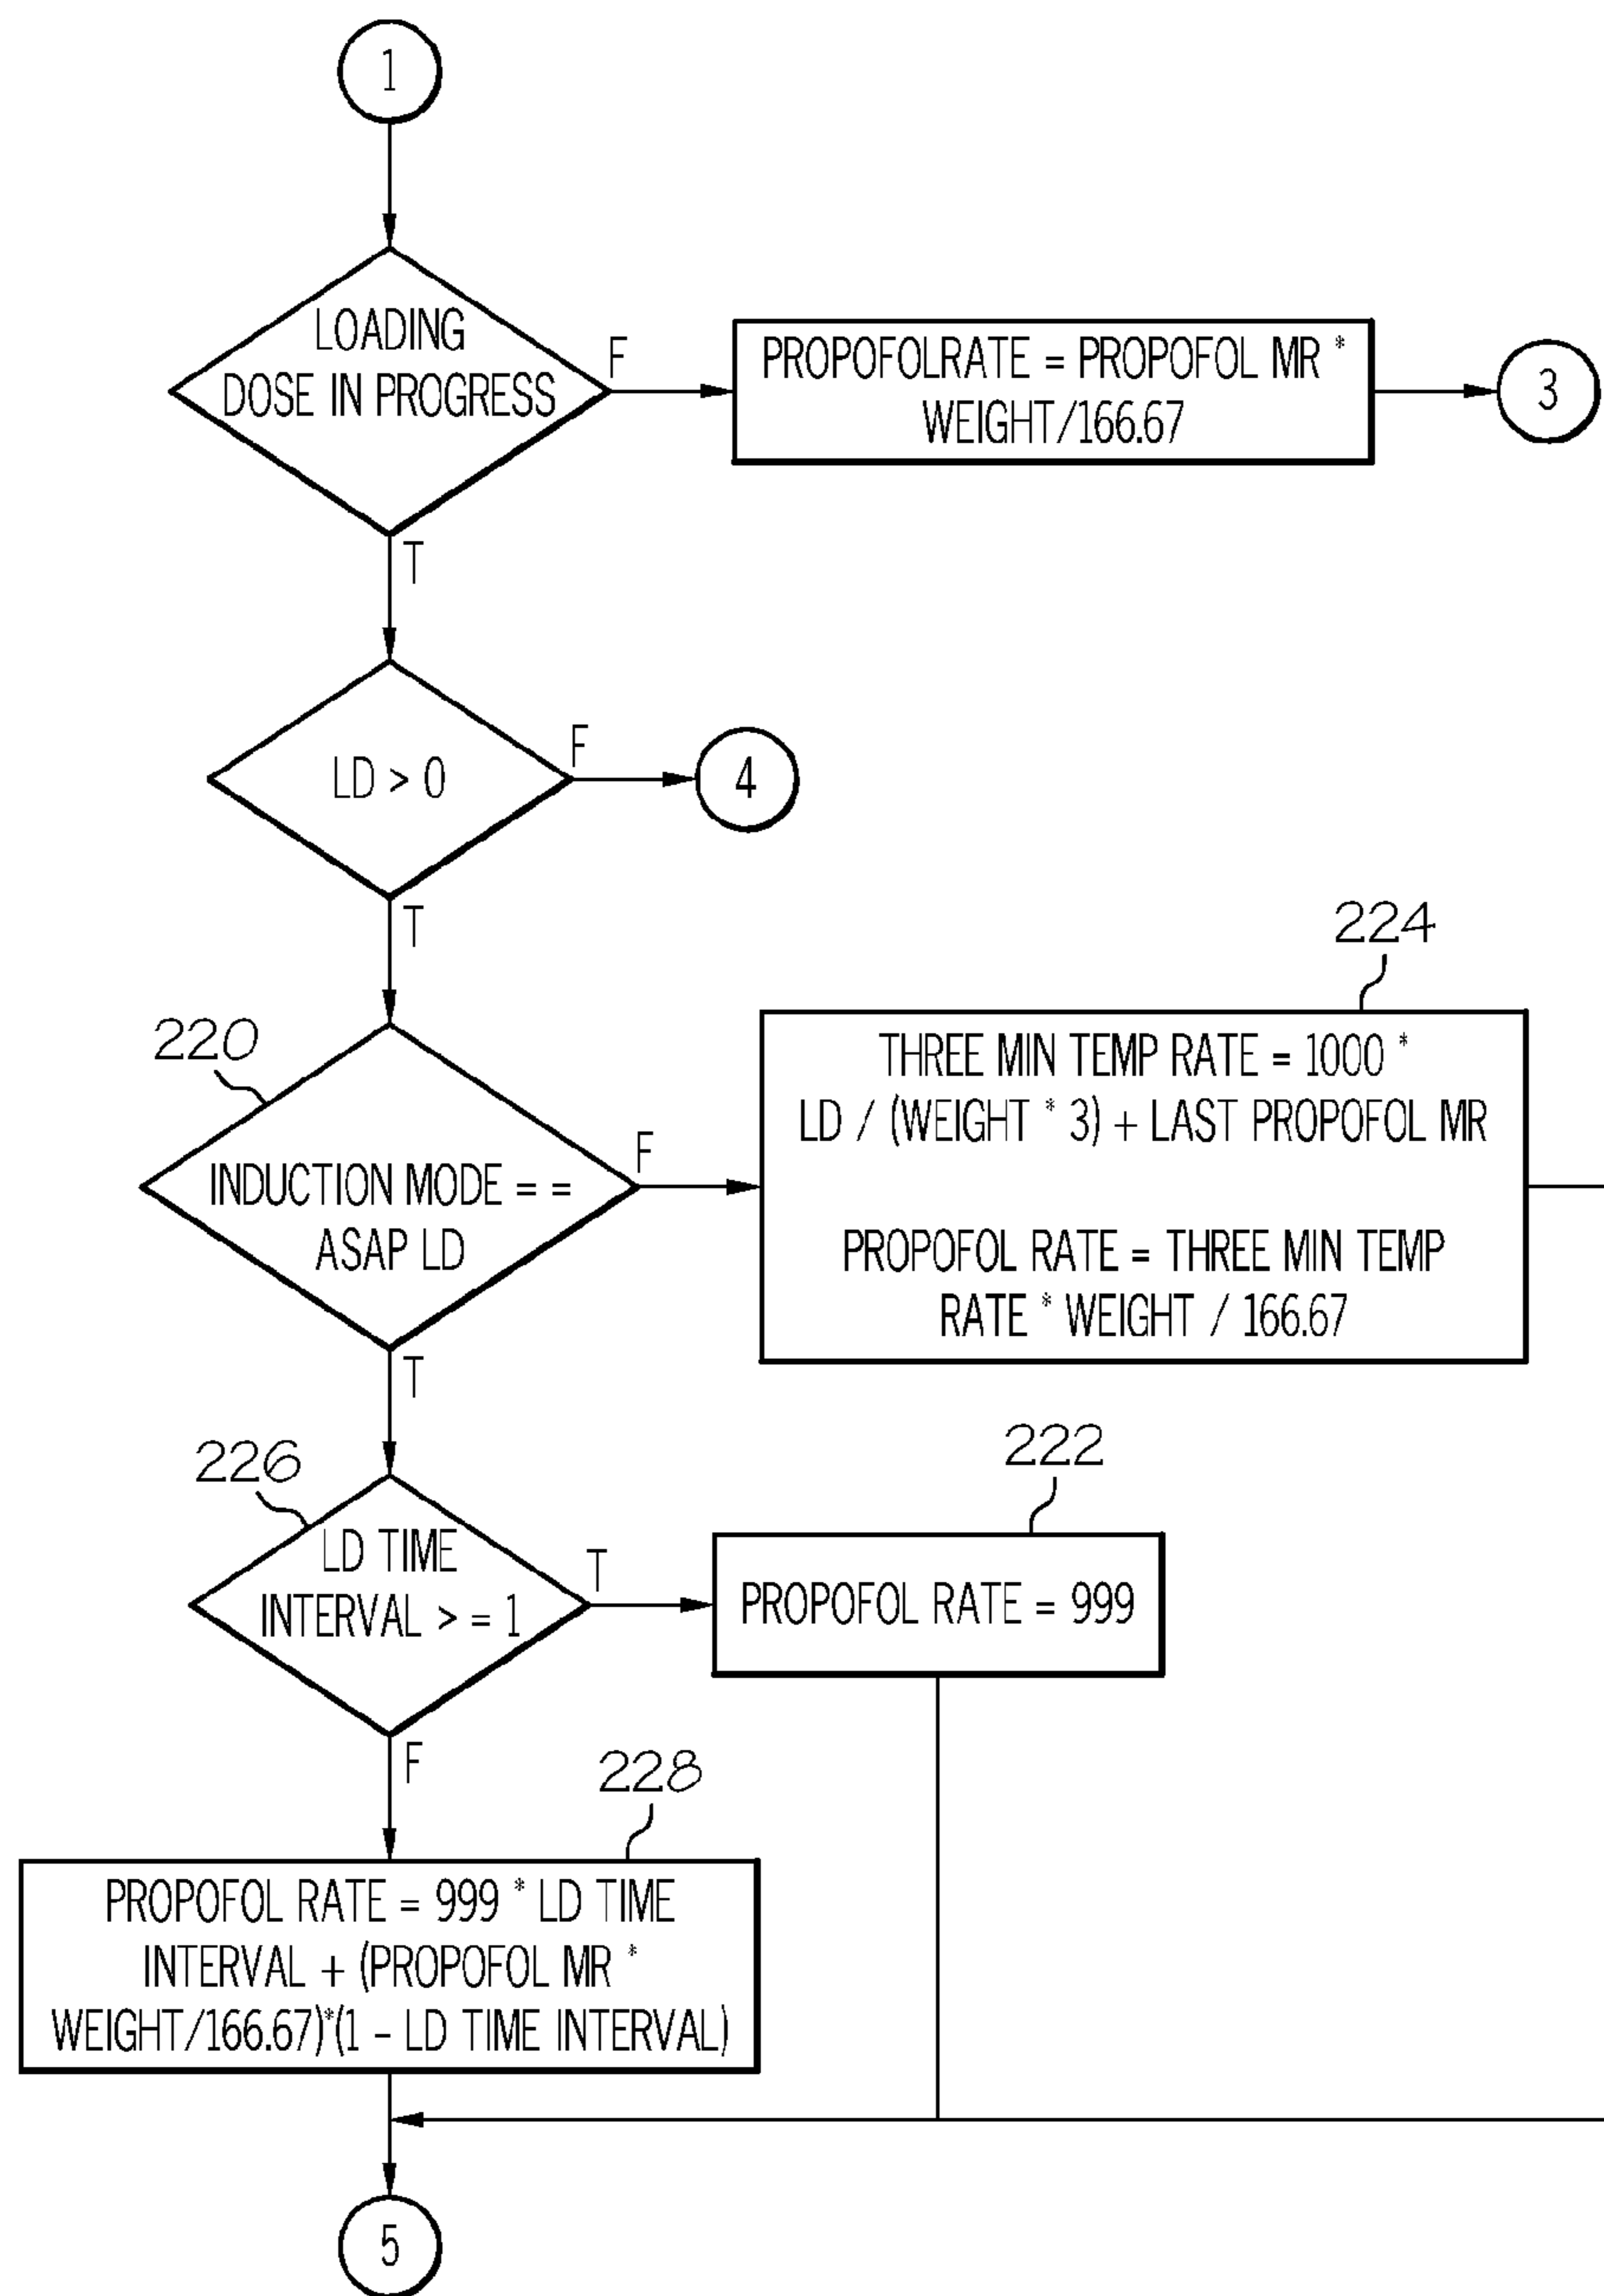 1
LOADING
DOSE IN PROGRESS
F
PROPOFOLRATE = PROPOFOL MR *
WEIGHT/166.67
3
T
LD > 0
F
4
T
220
INDUCTION MODE = =
ASAP LD
F
224
THREE MIN TEMP RATE = 1000 *
LD / (WEIGHT * 3) + LAST PROPOFOL MR
PROPOFOL RATE = THREE MIN TEMP
RATE * WEIGHT / 166.67
T
226
LD TIME
INTERVAL > = 1
T
222
PROPOFOL RATE = 999
F
228
PROPOFOL RATE = 999 * LD TIME
INTERVAL + (PROPOFOL MR *
WEIGHT/166.67)*(1 – LD TIME INTERVAL)
5